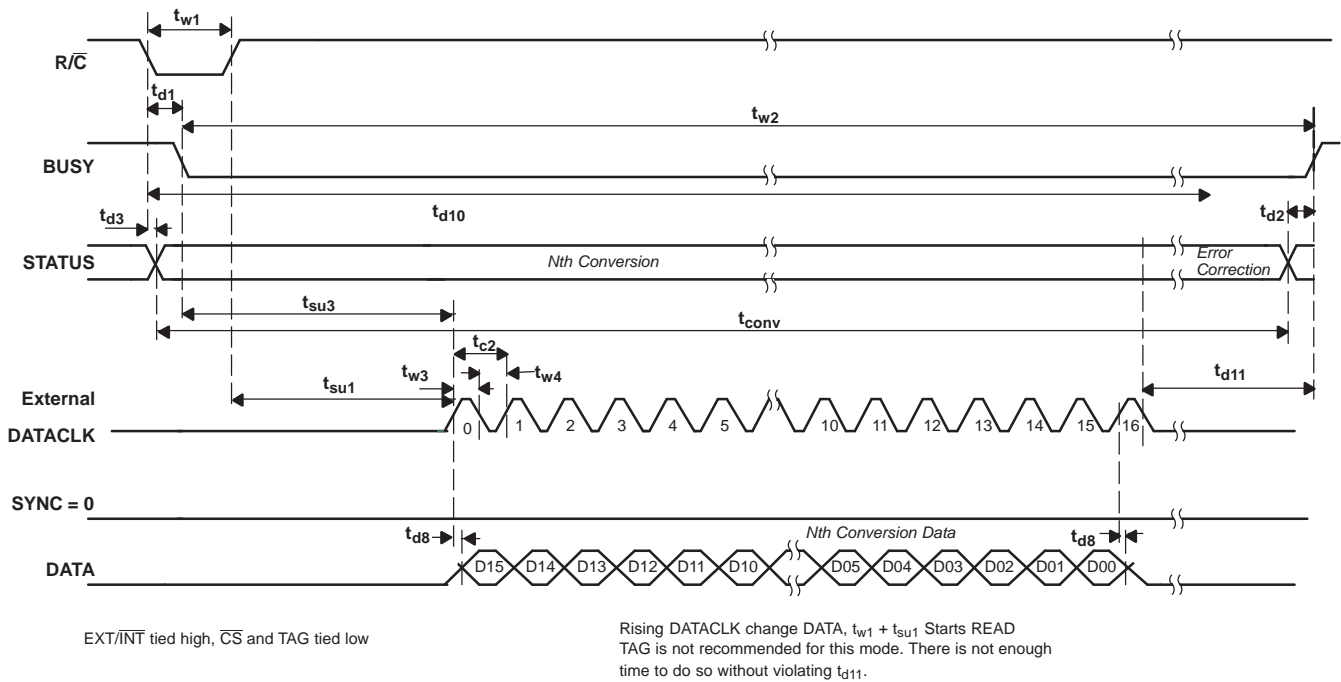 tw1
R/C̅
td1
tw2
BUSY
td10
td3
td2
STATUS
Nth Conversion
Error
Correction
tsu3
tconv
tc2
tw3
tw4
tsu1
td11
External
DATACLK
0 1 2 3 4 5 10 11 12 13 14 15 16
SYNC = 0
Nth Conversion Data
td8
td8
DATA
D15 D14 D13 D12 D11 D10 D05 D04 D03 D02 D01 D00
EXT/I̅N̅T̅ tied high, C̅S̅ and TAG tied low
Rising DATACLK change DATA, tw1 + tsu1 Starts READ
TAG is not recommended for this mode. There is not enough
time to do so without violating td11.